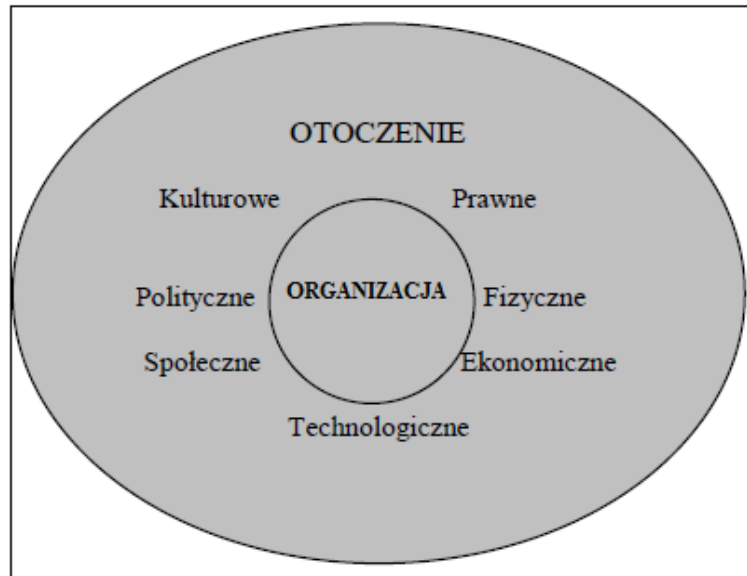 OTOCZENIE
Kulturowe
Prawne
Polityczne
ORGANIZACJA
Fizyczne
Społeczne
Ekonomiczne
Technologiczne